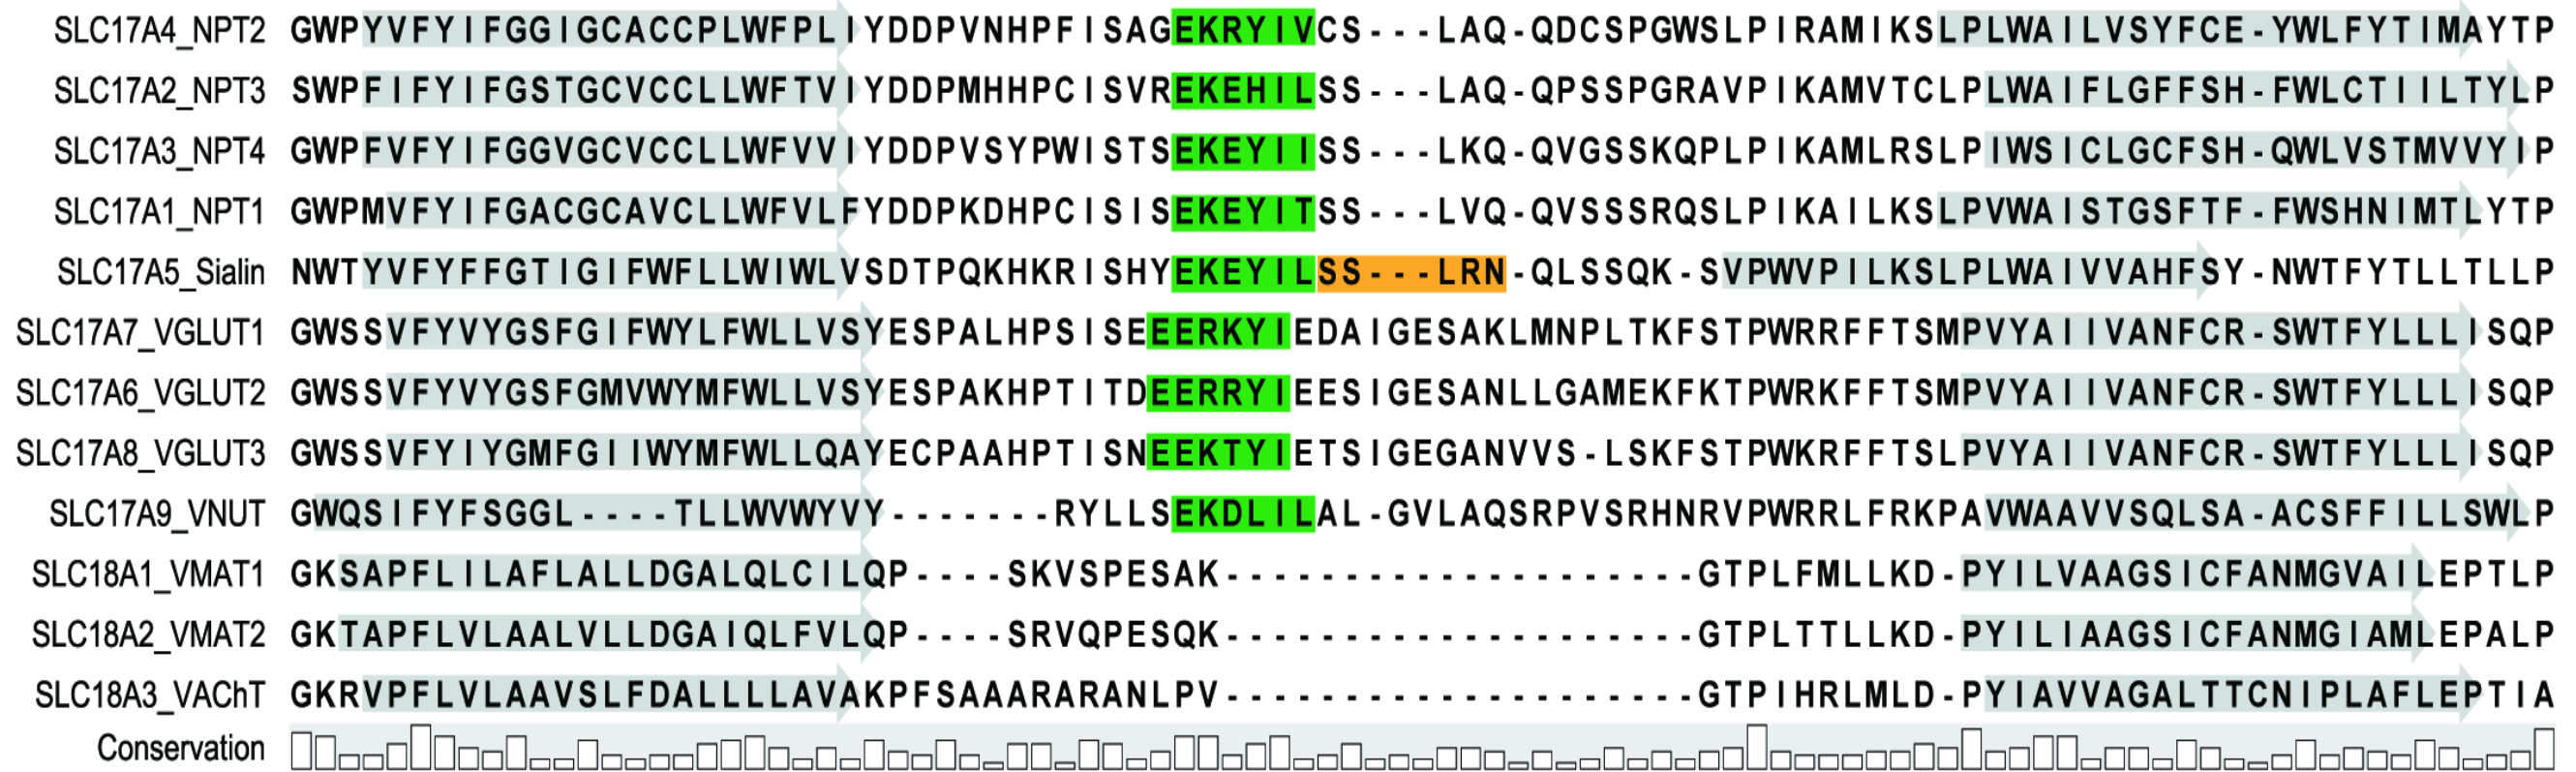 SLC17A4_NPT2 GWPYVFYIFGGIGCACCPLWFPLIYDDPVNHPFISAGEKRYIVCS---LAQ-QDCSPGWSLPIRAMIKSLPLWAILVSYFCE-YWLFYTIMAYTP
SLC17A2_NPT3 SWPFIFYIFGSTGCVCCLLWFTVIYDDPMHHPCISVREKEHILSS---LAQ-QPSSPGRAVPIKAMVTCLPLWAIFLGFFSH-FWLCTIILTYLP
SLC17A3_NPT4 GWPFVFYIFGGVGCVCCLLWFVVIYDDPVSYPWISTSEKEYIISS---LKQ-QVGSSKQPLPIKAMLRSLPIWSICLGCFSH-QWLVSTMVVYIP
SLC17A1_NPT1 GWPMVFYIFGACGCAVCLLWFVLFYDDPKDHPCISISEKEYITSS---LVQ-QVSSSRQSLPIKAILKSLPVWAISTGSFTF-FWSHNIMTLYTP
SLC17A5_Sialin NWTYVFYFFGTIGIFWFLLWIWLVSDTPQKHKRISHYEKEYILSS---LRN-QLSSQK-SVPWVPILKSLPLWAIVVAHFSY-NWTFYTLLTLLP
SLC17A7_VGLUT1 GWSSVFYVYGSFGIFWYLFWLLVSYESPALHPSISEEERKYIEDAIGESAKLMNPLTKFSTPWRRFFTSMPVYAIIVANFCR-SWTFYLLLISQP
SLC17A6_VGLUT2 GWSSVFYVYGSFGMVWYMFWLLVSYESPAKHPTITDEERRYIEESIGESANLLGAMEKFKTPWRKFFTSMPVYAIIVANFCR-SWTFYLLLISQP
SLC17A8_VGLUT3 GWSSVFYIYGMFGIIWYMFWLLQAYECPAAHPTISNEEKTYIETSIGEGANVVS-LSKFSTPWKRFFTSLPVYAIIVANFCR-SWTFYLLLISQP
SLC17A9_VNUT GWQSIFYFSGGL----TLLWVWYVY-------RYLLSEKDLILAL-GVLAQSRPVSRHNRVPWRRLFRKPAVWAAVVSQLSA-ACSFFILLSWLP
SLC18A1_VMAT1 GKSAPFLILAFLALLDGALQLCILQP----SKVSPESAK--------------------GTPLFMLLKD-PYILVAAGSICFANMGVAILEPTLP
SLC18A2_VMAT2 GKTAPFLVLAALVLLDGAIQLFVLQP----SRVQPESQK--------------------GTPLTTLLKD-PYILIAAGSICFANMGIAMLEPALP
SLC18A3_VAChT GKRVPFLVLAAVSLFDALLLLAVAKPFSAAARARANLPV--------------------GTPIHRLMLD-PYIAVVAGALTTCNIPLAFLEPTIA
Conservation